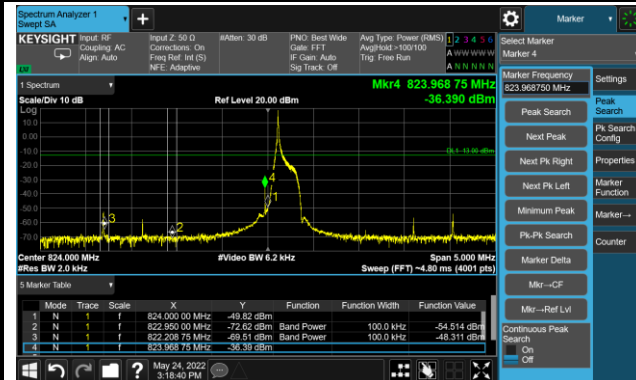 Spectrum Analyzer 1
Swept SA
+
Marker
KEYSIGHT
Input: RF
Coupling: AC
Align: Auto
Input Z: 50 Ω
Corrections: On
Freq Ref: Int (S)
NFE: Adaptive
#Atten: 30 dB
PNO: Best Wide
Gate: FFT
IF Gain: Auto
Sig Track: Off
Avg Type: Power (RMS)
Avg|Hold:>100/100
Trig: Free Run
1 2 3 4 5 6
A W W W W W
A N N N N N
Select Marker
Marker 4
Marker Frequency
823.968750 MHz
Settings
Peak Search
Peak
Search
Next Peak
Pk Search
Config
Next Pk Right
Properties
Next Pk Left
Marker
Function
Minimum Peak
Marker→
Pk-Pk Search
Counter
Marker Delta
Mkr→CF
Mkr→Ref Lvl
Continuous Peak
Search
On
Off
1 Spectrum
Mkr4 823.968 75 MHz
Scale/Div 10 dB
Ref Level 20.00 dBm
-36.390 dBm
Log
10.0
0.00
-10.0
DL1 -13.00 dBm
-20.0
-30.0
-40.0
-50.0
-60.0
-70.0
4
1
3
2
Center 824.000 MHz
#Video BW 6.2 kHz
Span 5.000 MHz
#Res BW 2.0 kHz
Sweep (FFT) ~4.80 ms (4001 pts)
5 Marker Table
Mode Trace Scale X Y Function Function Width Function Value
1 N 1 f 824.000 00 MHz -49.82 dBm
2 N 1 f 822.950 00 MHz -72.62 dBm Band Power 100.0 kHz -54.514 dBm
3 N 1 f 822.208 75 MHz -69.51 dBm Band Power 100.0 kHz -48.311 dBm
4 N 1 f 823.968 75 MHz -36.39 dBm
?
May 24, 2022
3:18:40 PM